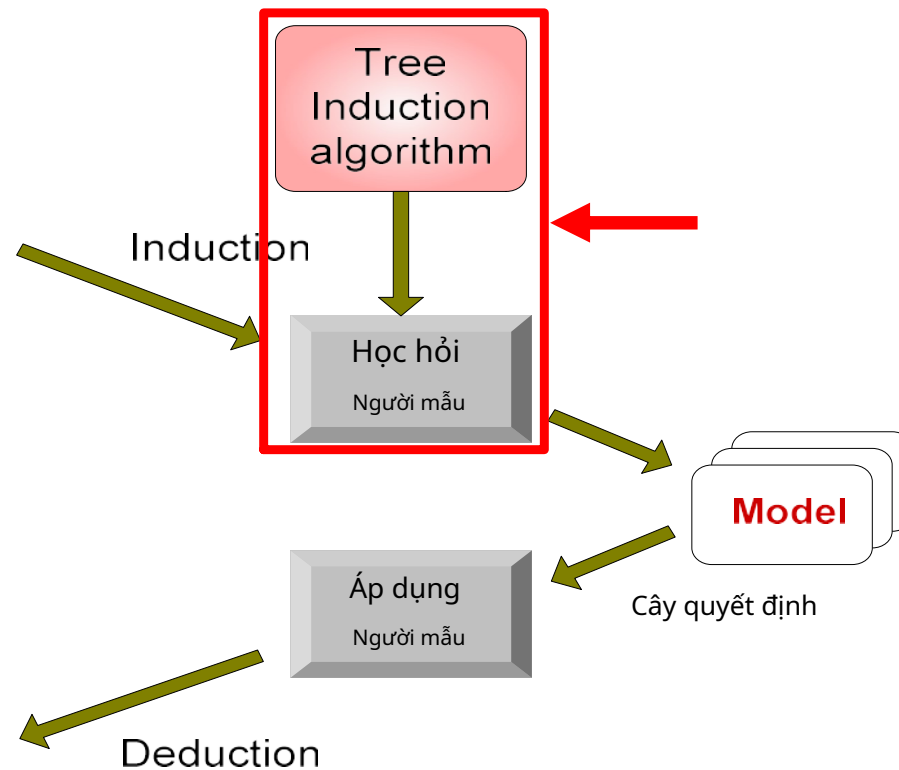 Tree
Induction
algorithm
Induction
Học hỏi
Người mẫu
Model
Áp dụng
Người mẫu
Cây quyết định
Deduction